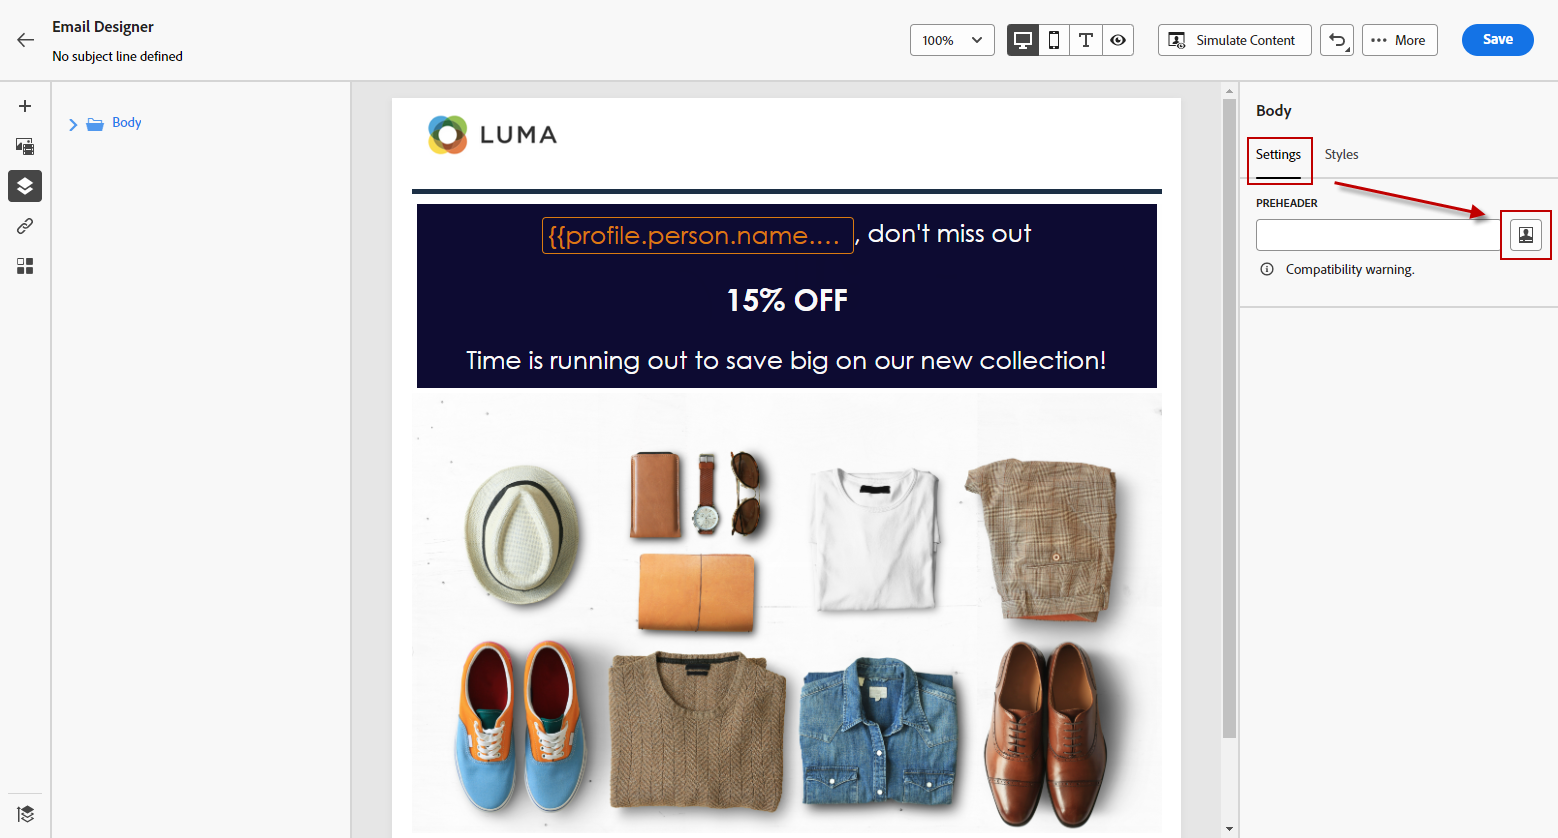 Email Designer
No subject line defined
100%
Simulate Content
More
Save
Body
LUMA
{{profile.person.name.... , don't miss out
15% OFF
Time is running out to save big on our new collection!
Body
Settings
Styles
PREHEADER
Compatibility warning.